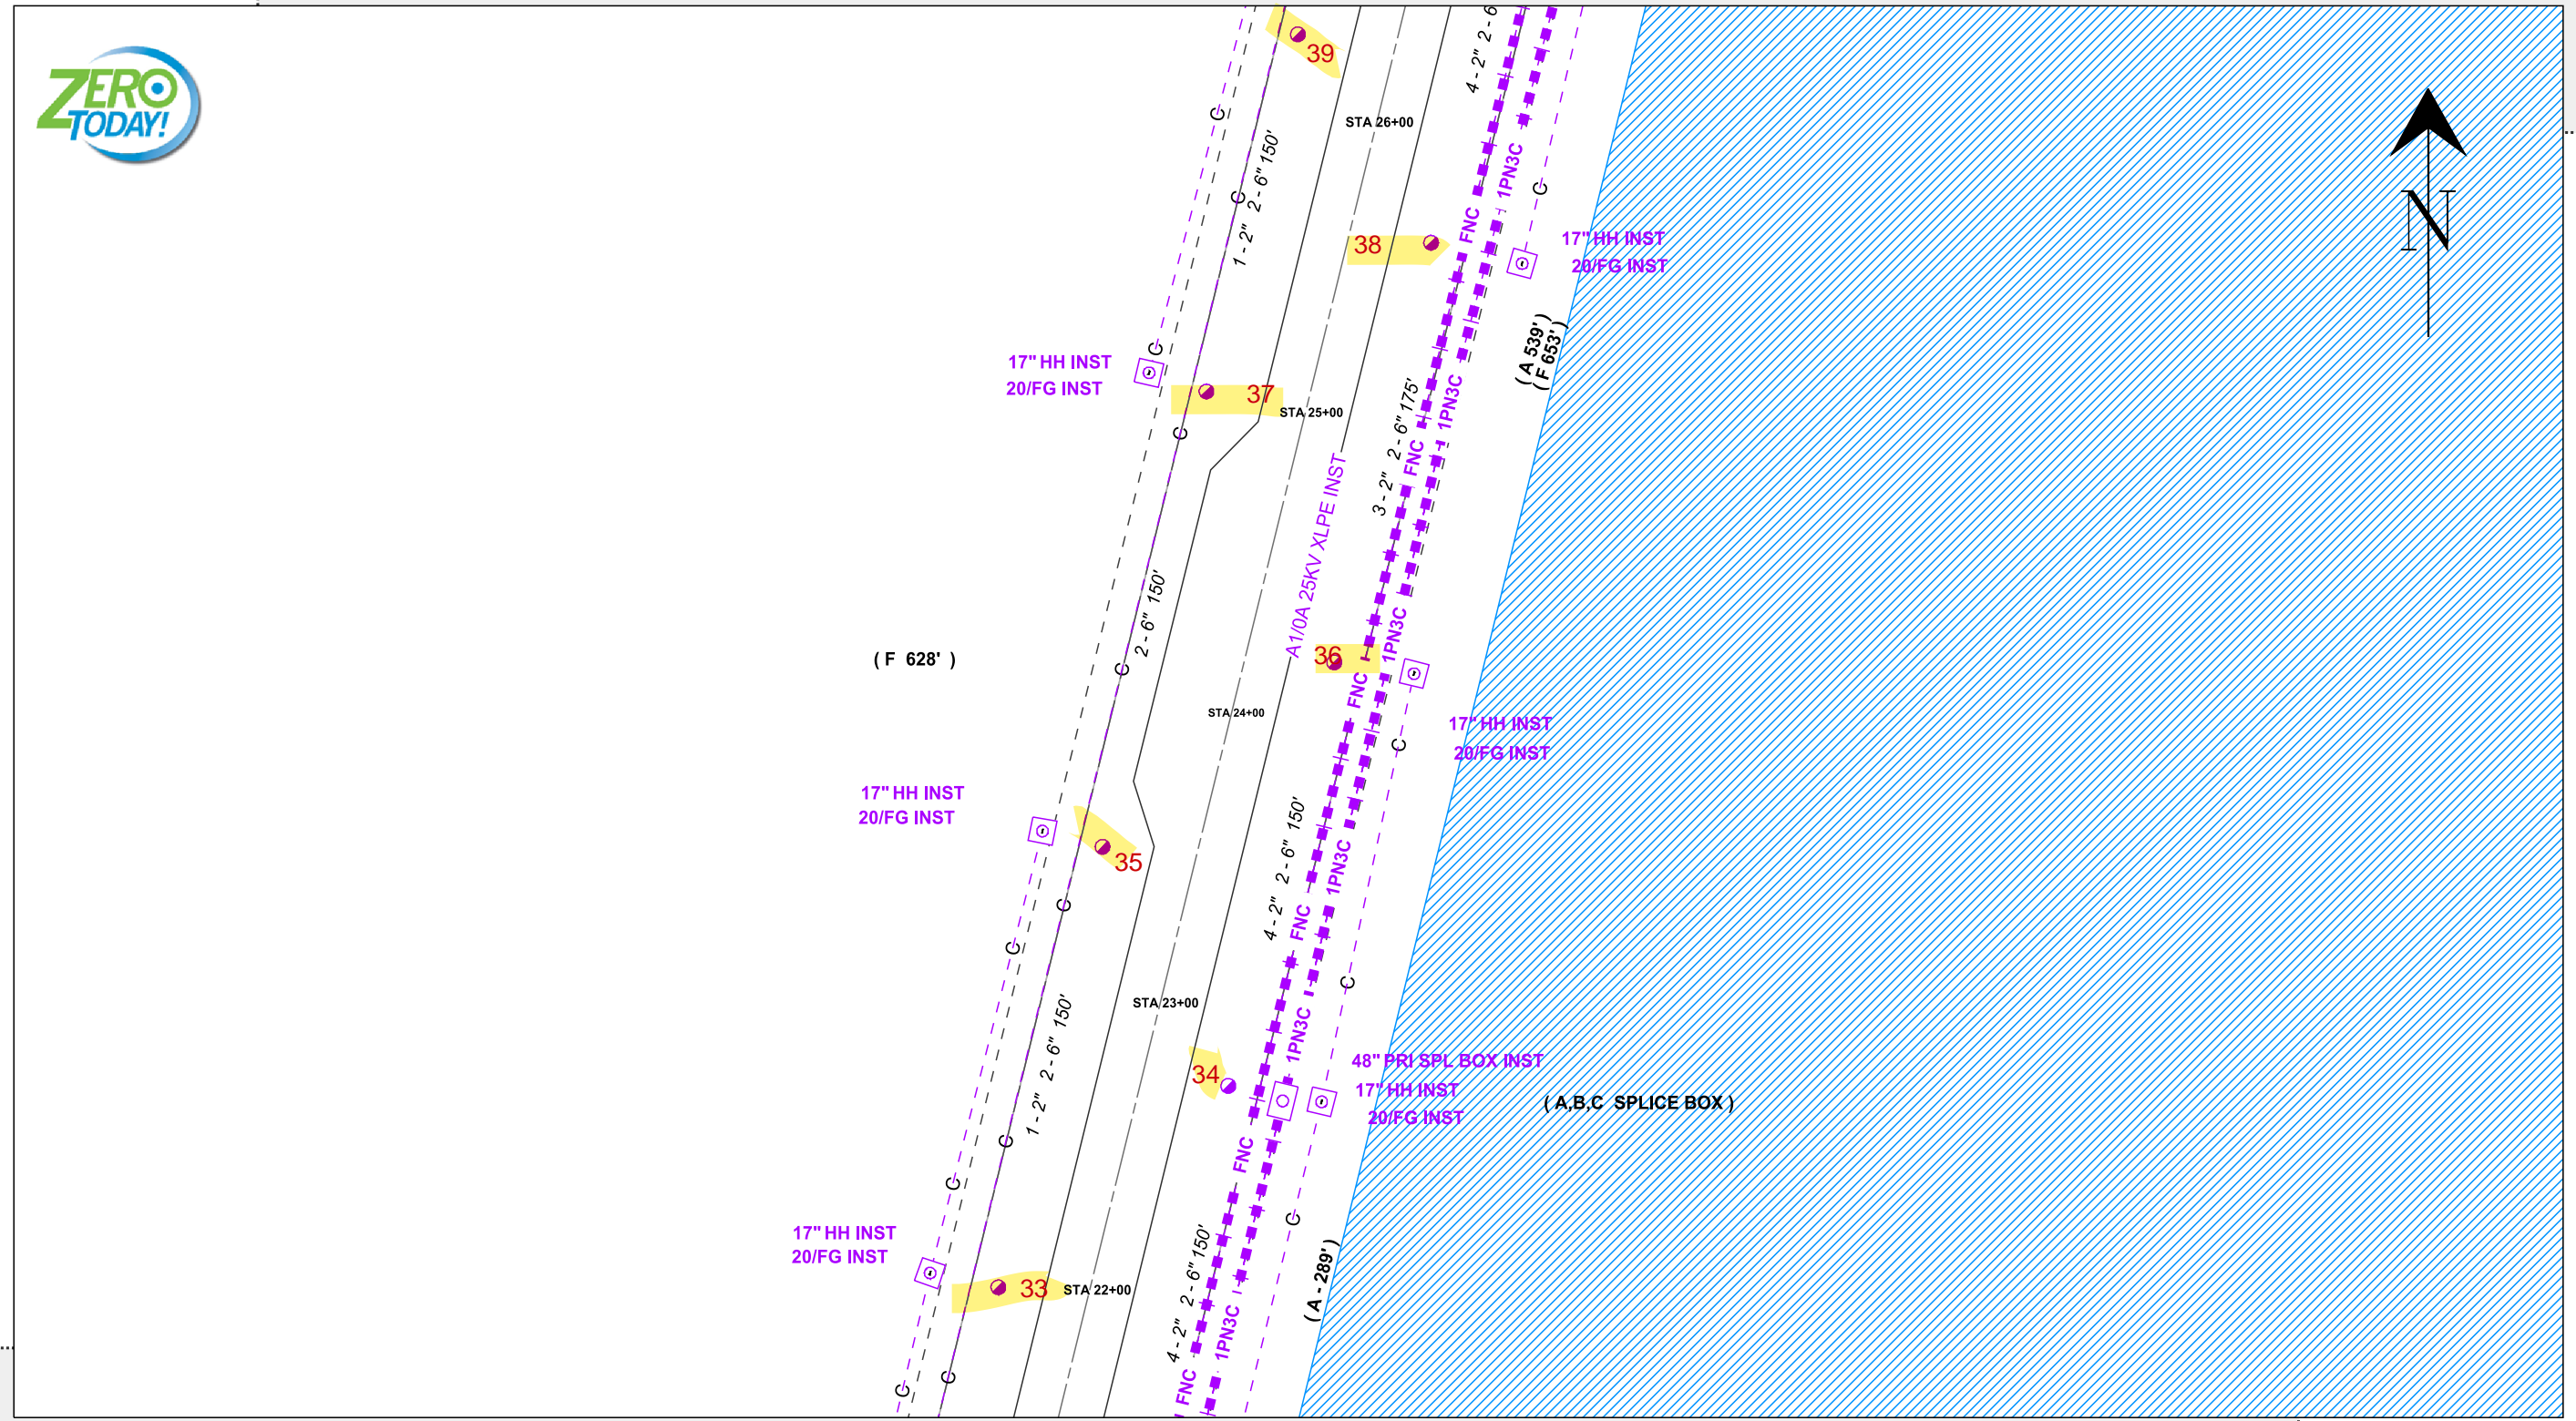 ZERO
TODAY!
39
4 - 2" 2 - 6
STA 26+00
1 - 2" 2 - 6" 150'
C
C
C
1PN3C
FNC
N
38
17" HH INST
20/FG INST
17" HH INST
20/FG INST
C
37
STA 25+00
( A 539' )
( F 653' )
C
3 - 2" 2 - 6" 175'
FNC
1PN3C
A1/0A 25KV XLPE INST
2 - 6" 150'
C
( F 628' )
36
1PN3C
FNC
STA 24+00
17" HH INST
20/FG INST
C
17" HH INST
20/FG INST
35
4 - 2" 2 - 6" 150'
1PN3C
FNC
C
C
C
STA 23+00
1 - 2" 2 - 6" 150'
1PN3C
34
48" PRI SPL BOX INST
17" HH INST
20/FG INST
( A,B,C SPLICE BOX )
C
C
FNC
C
17" HH INST
20/FG INST
33
STA 22+00
4 - 2" 2 - 6" 150'
( A - 289' )
1PN3C
FNC
C
C